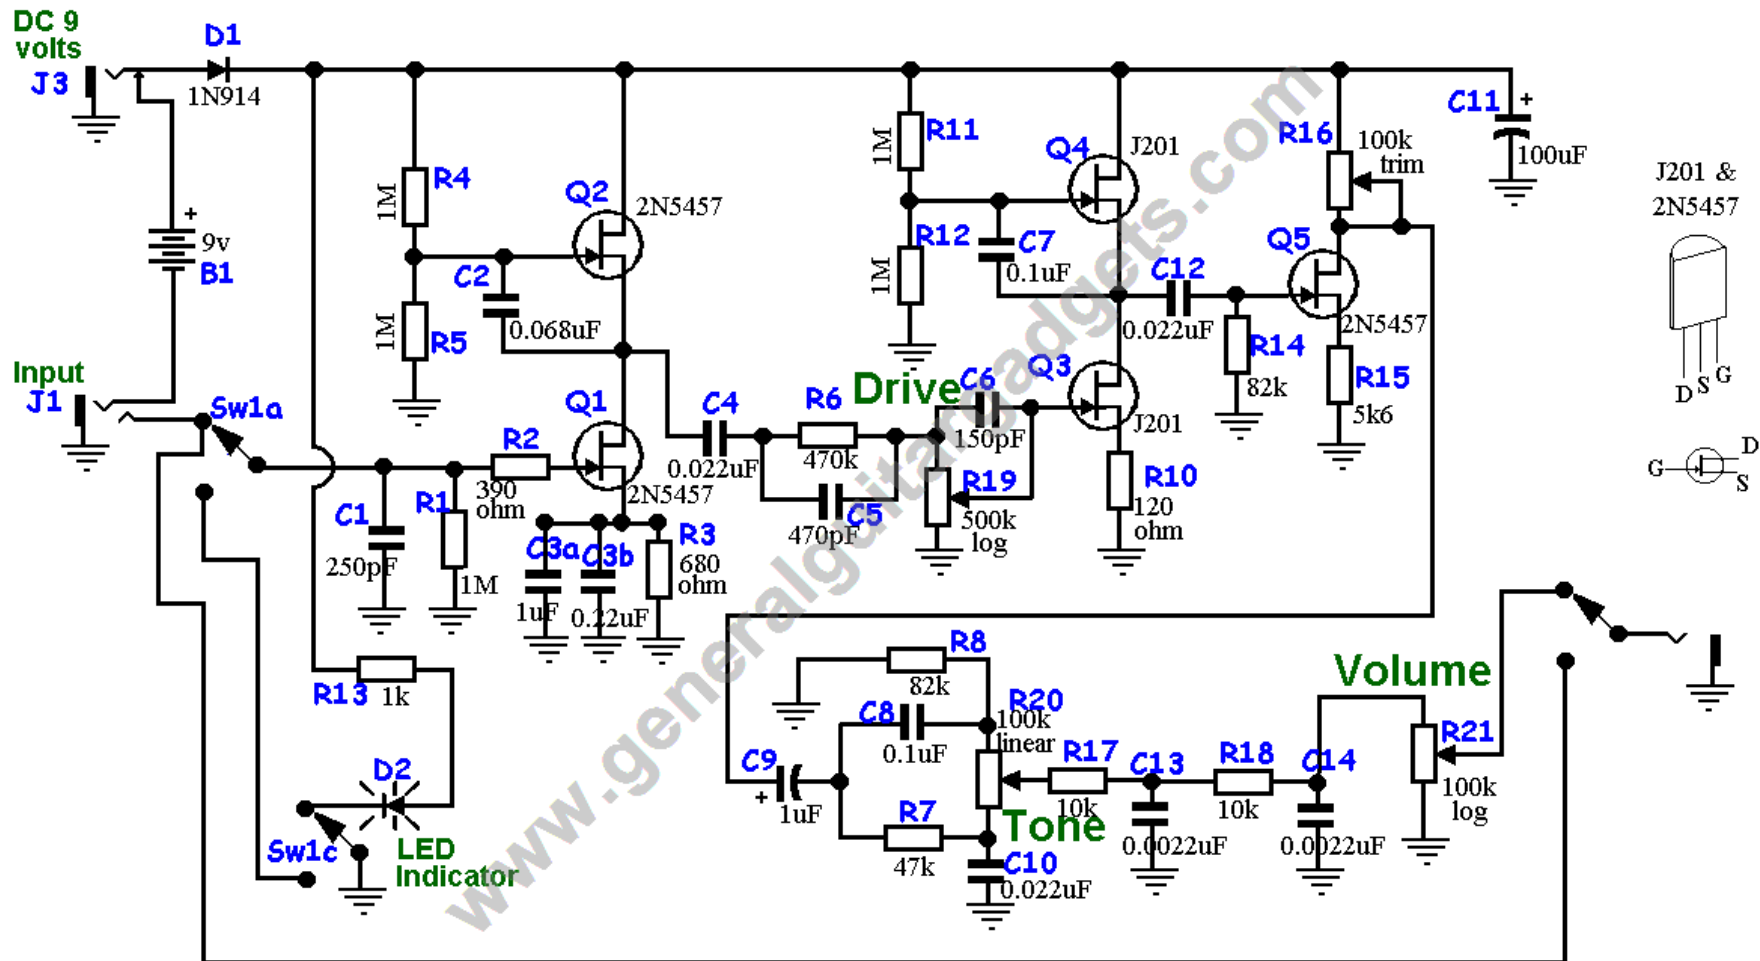 DC 9
volts
J3
D1
1N914
9v
B1
+
Input
J1
Sw1a
R4
1M
R5
1M
C2
0.068uF
Q2
2N5457
Q1
2N5457
R2
390
ohm
C1
250pF
R1
1M
C3a
1uF
C3b
0.22uF
R3
680
ohm
C4
0.022uF
R6
470k
C5
470pF
Drive
C6
150pF
R19
500k
log
R11
1M
R12
1M
C7
0.1uF
Q4
J201
Q3
J201
R10
120
ohm
C12
0.022uF
R14
82k
Q5
2N5457
R15
5k6
R16
100k
trim
C11
+
100uF
J201 &
2N5457
D S G
G
D
S
R13
1k
D2
LED
Indicator
Sw1c
R8
82k
C8
0.1uF
R20
100k
linear
C9
+
1uF
R7
47k
Tone
C10
0.022uF
R17
10k
C13
0.0022uF
R18
10k
C14
0.0022uF
Volume
R21
100k
log
www.generalguitargadgets.com